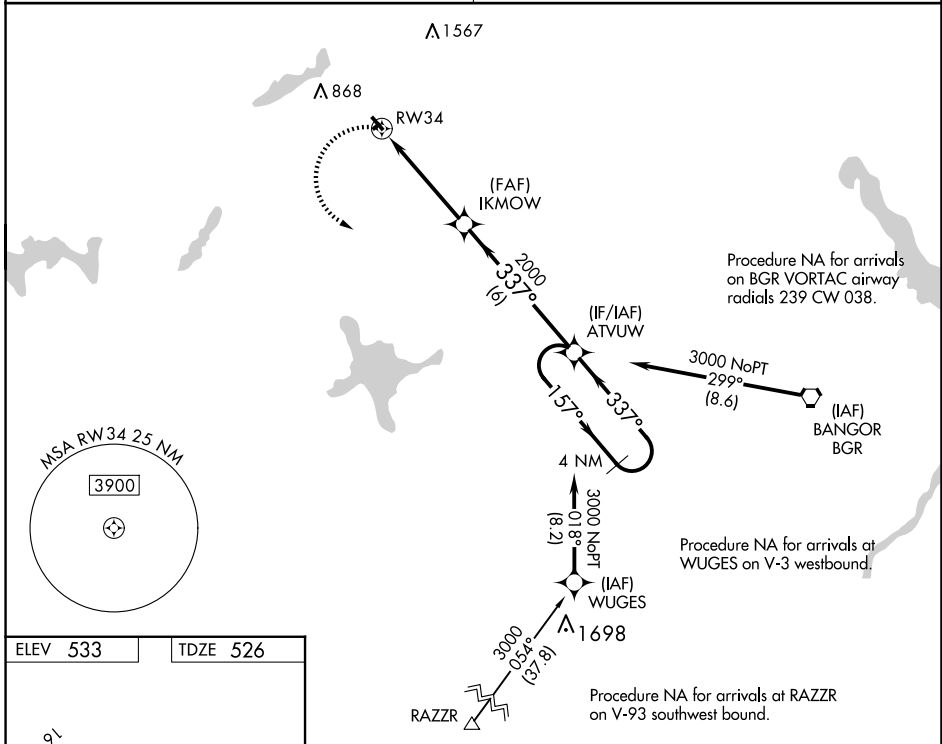 1567
868
RW34
(FAF)
IKMOW
2000
337°
(6)
Procedure NA for arrivals
on BGR VORTAC airway
radials 239 CW 038.
(IF/IAF)
ATVUW
3000 NoPT
299°
(8.6)
(IAF)
BANGOR
BGR
157°
337°
4 NM
MSA RW34 25 NM
3900
3000 NoPT
018°
(8.2)
Procedure NA for arrivals at
WUGES on V-3 westbound.
(IAF)
WUGES
1698
3000
054°
(37.8)
RAZZR
Procedure NA for arrivals at RAZZR
on V-93 southwest bound.
ELEV 533
TDZE 526
16